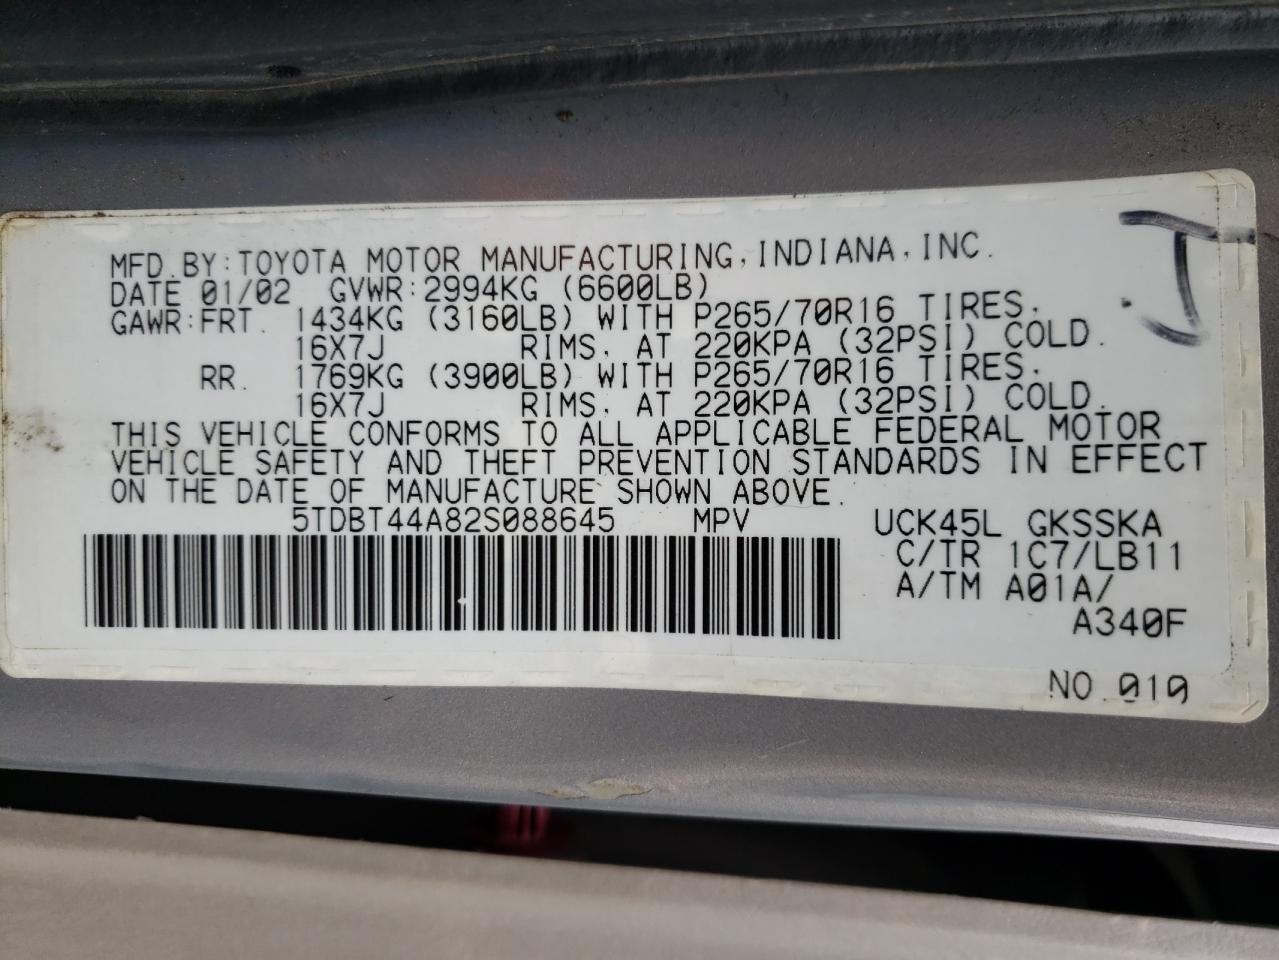 MFD.BY:TOYOTA MOTOR MANUFACTURING,INDIANA,INC.
DATE 01/02 GVWR:2994KG (6600LB)
GAWR:FRT. 1434KG (3160LB) WITH P265/70R16 TIRES.
16X7J RIMS. AT 220KPA (32PSI) COLD.
RR. 1769KG (3900LB) WITH P265/70R16 TIRES.
16X7J RIMS. AT 220KPA (32PSI) COLD.
THIS VEHICLE CONFORMS TO ALL APPLICABLE FEDERAL MOTOR
VEHICLE SAFETY AND THEFT PREVENTION STANDARDS IN EFFECT
ON THE DATE OF MANUFACTURE SHOWN ABOVE.
5TDBT44A82S088645 MPV UCK45L GKSSKA
C/TR 1C7/LB11
A/TM A01A/
A340F
NO.010